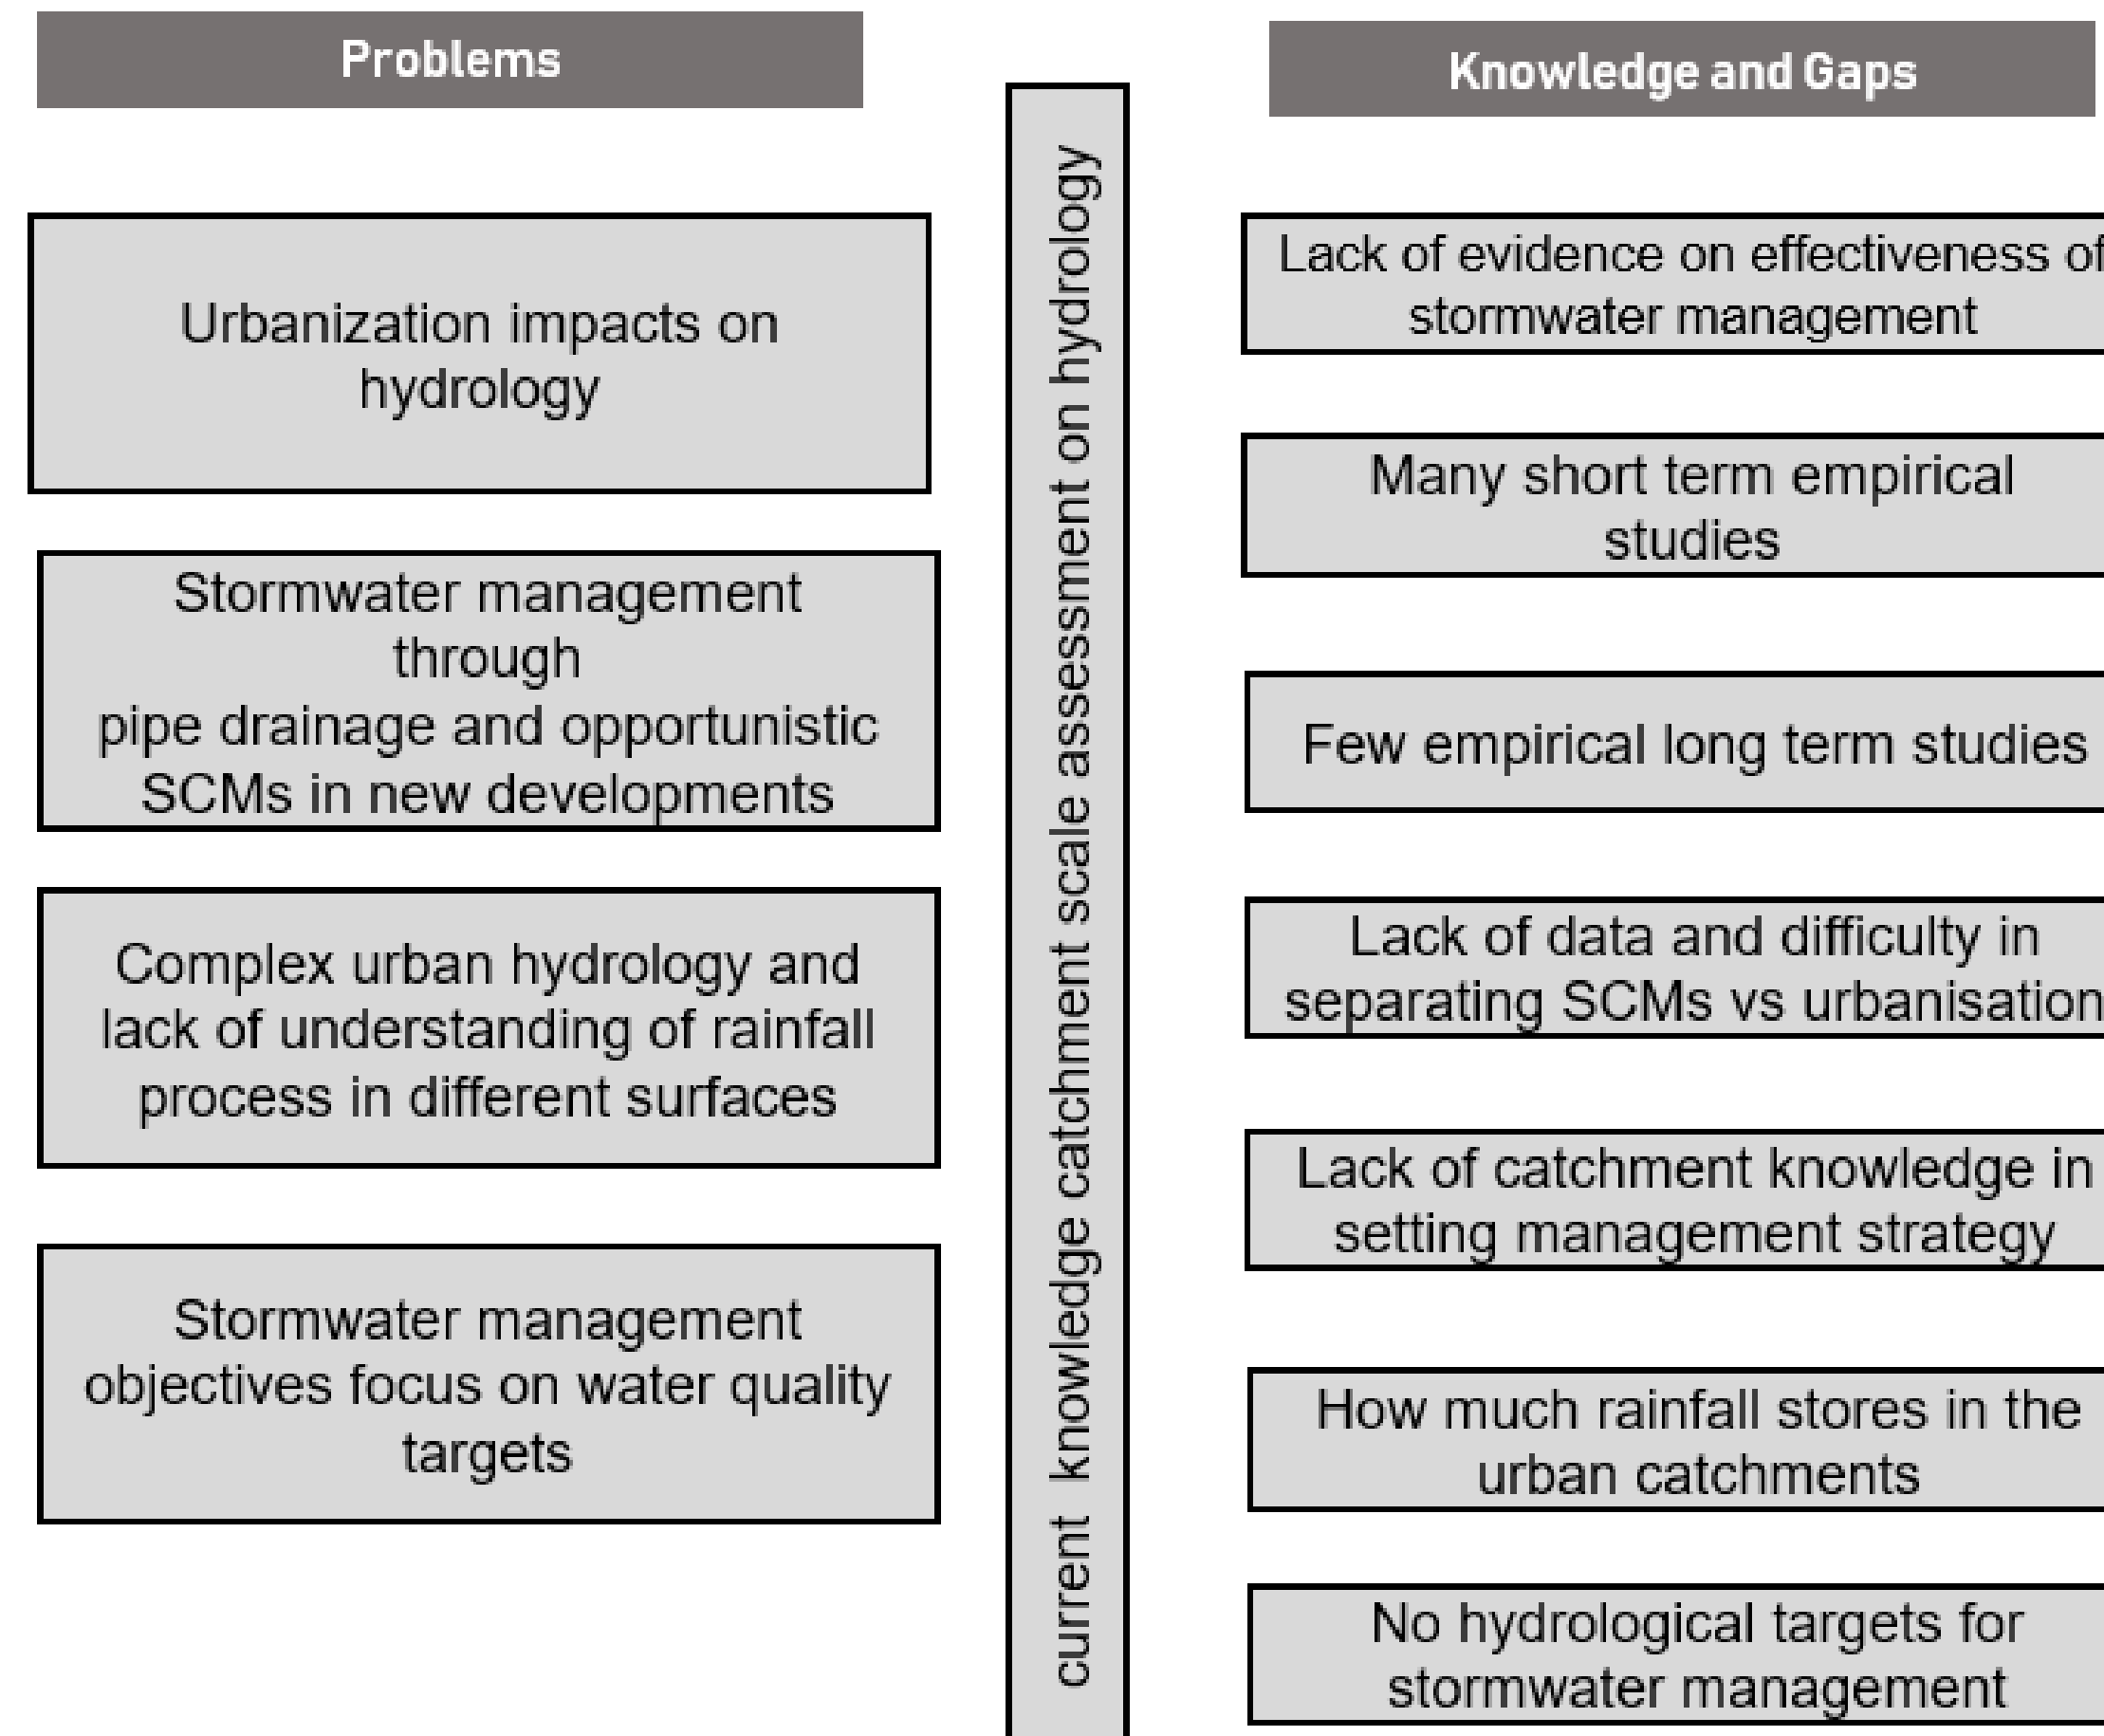 Problems
Urbanization impacts on
hydrology
Stormwater management
through
pipe drainage and opportunistic
SCMs in new developments
Complex urban hydrology and
lack of understanding of rainfall
process in different surfaces
Stormwater management
objectives focus on water quality
targets
current knowledge catchment scale assessment on hydrology
Knowledge and Gaps
Lack of evidence on effectiveness of
stormwater management
Many short term empirical
studies
Few empirical long term studies
Lack of data and difficulty in
separating SCMs vs urbanisation
Lack of catchment knowledge in
setting management strategy
How much rainfall stores in the
urban catchments
No hydrological targets for
stormwater management